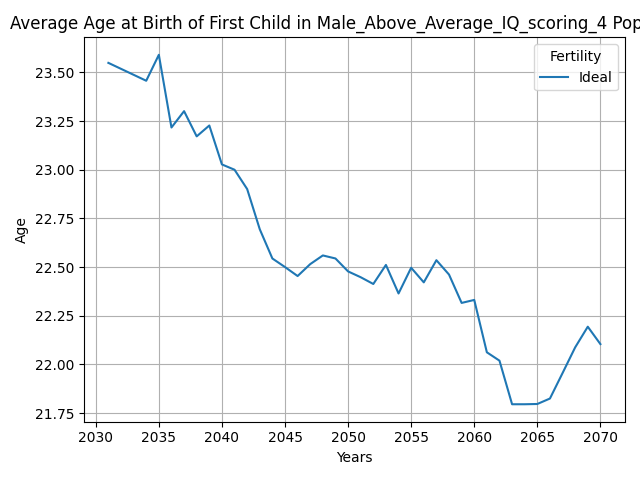 Average Age at Birth of First Child in Male_Above_Average_IQ_scoring_4 Pop
Fertility
Ideal
23.50
23.25
23.00
22.75
22.50
22.25
22.00
21.75
Age
2030 2035 2040 2045 2050 2055 2060 2065 2070
Years